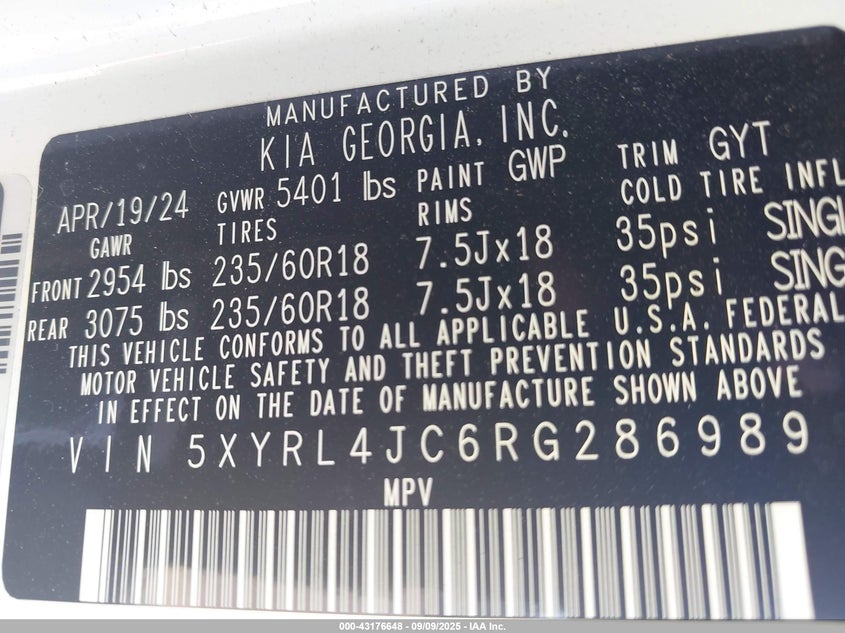 MANUFACTURED BY
KIA GEORGIA, INC.
APR/19/24 GVWR 5401 lbs PAINT GWP TRIM GYT
GAWR TIRES RIMS COLD TIRE INFL
FRONT 2954 lbs 235/60R18 7.5Jx18 35psi SINGL
REAR 3075 lbs 235/60R18 7.5Jx18 35psi SING
THIS VEHICLE CONFORMS TO ALL APPLICABLE U.S.A. FEDERAL
MOTOR VEHICLE SAFETY AND THEFT PREVENTION STANDARDS
IN EFFECT ON THE DATE OF MANUFACTURE SHOWN ABOVE
VIN 5XYRL4JC6RG286989
MPV
000-43176648 - 09/09/2025 - IAA Inc.